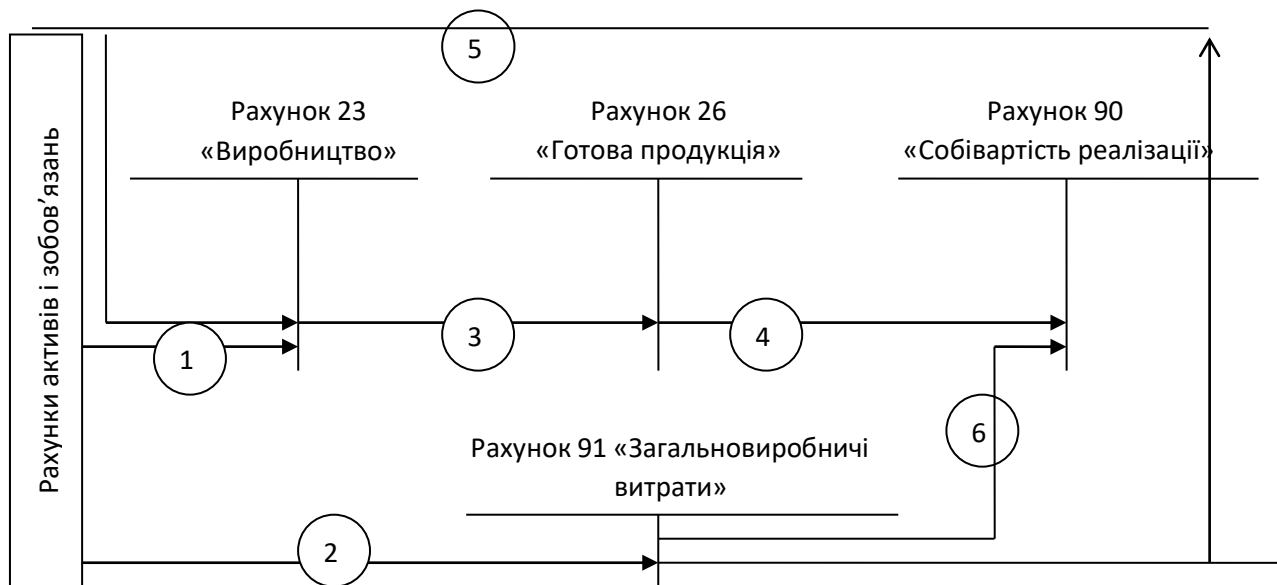 5
Рахунок 23
«Виробництво»
Рахунок 26
«Готова продукція»
Рахунок 90
«Собівартість реалізації»
Рахунки активів і зобов’язань
3
4
1
6
Рахунок 91 «Загальновиробничі
витрати»
2